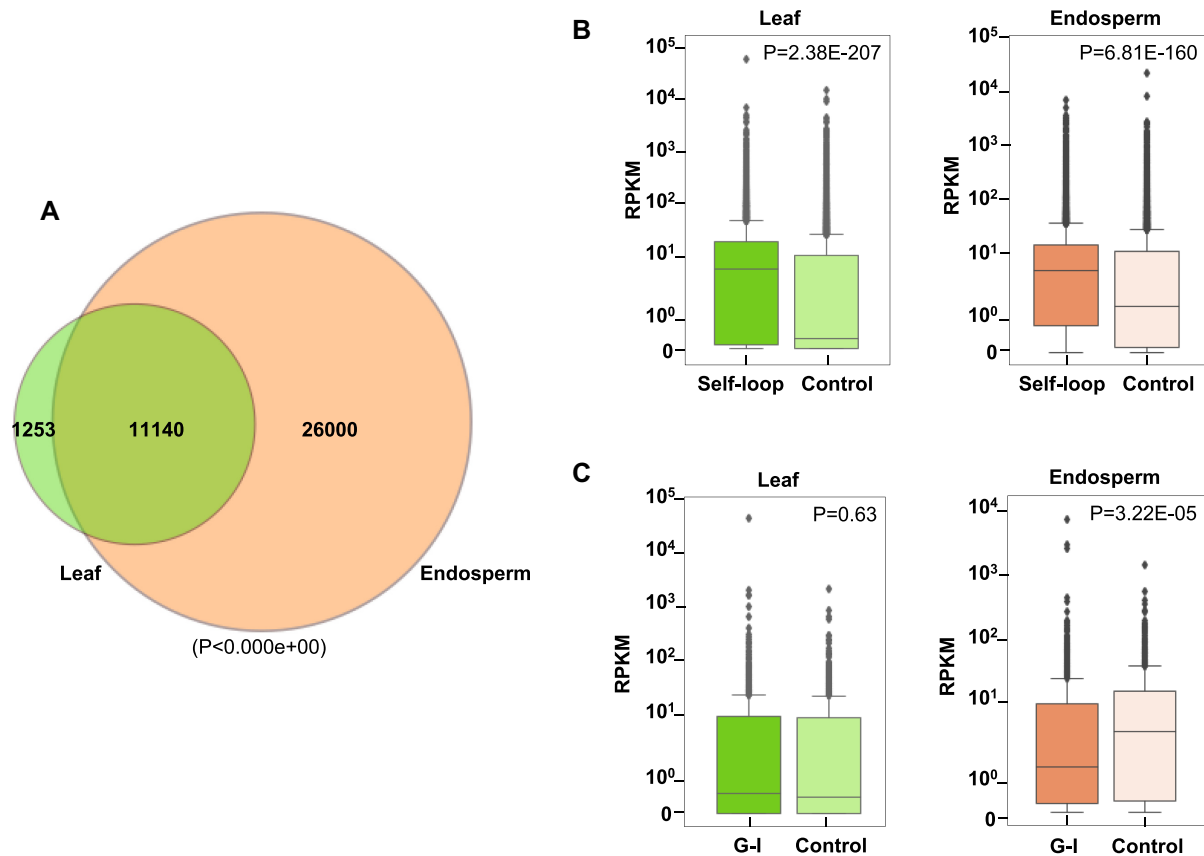 A
1253
11140
26000
Leaf
Endosperm
(P<0.000e+00)
B
Leaf
P=2.38E-207
RPKM
10⁵
10⁴
10³
10²
10¹
10⁰
0
Self-loop Control
Endosperm
P=6.81E-160
RPKM
10⁵
10⁴
10³
10²
10¹
10⁰
0
Self-loop Control
C
Leaf
P=0.63
RPKM
10⁵
10⁴
10³
10²
10¹
10⁰
0
G-I Control
Endosperm
P=3.22E-05
RPKM
10⁴
10³
10²
10¹
10⁰
0
G-I Control